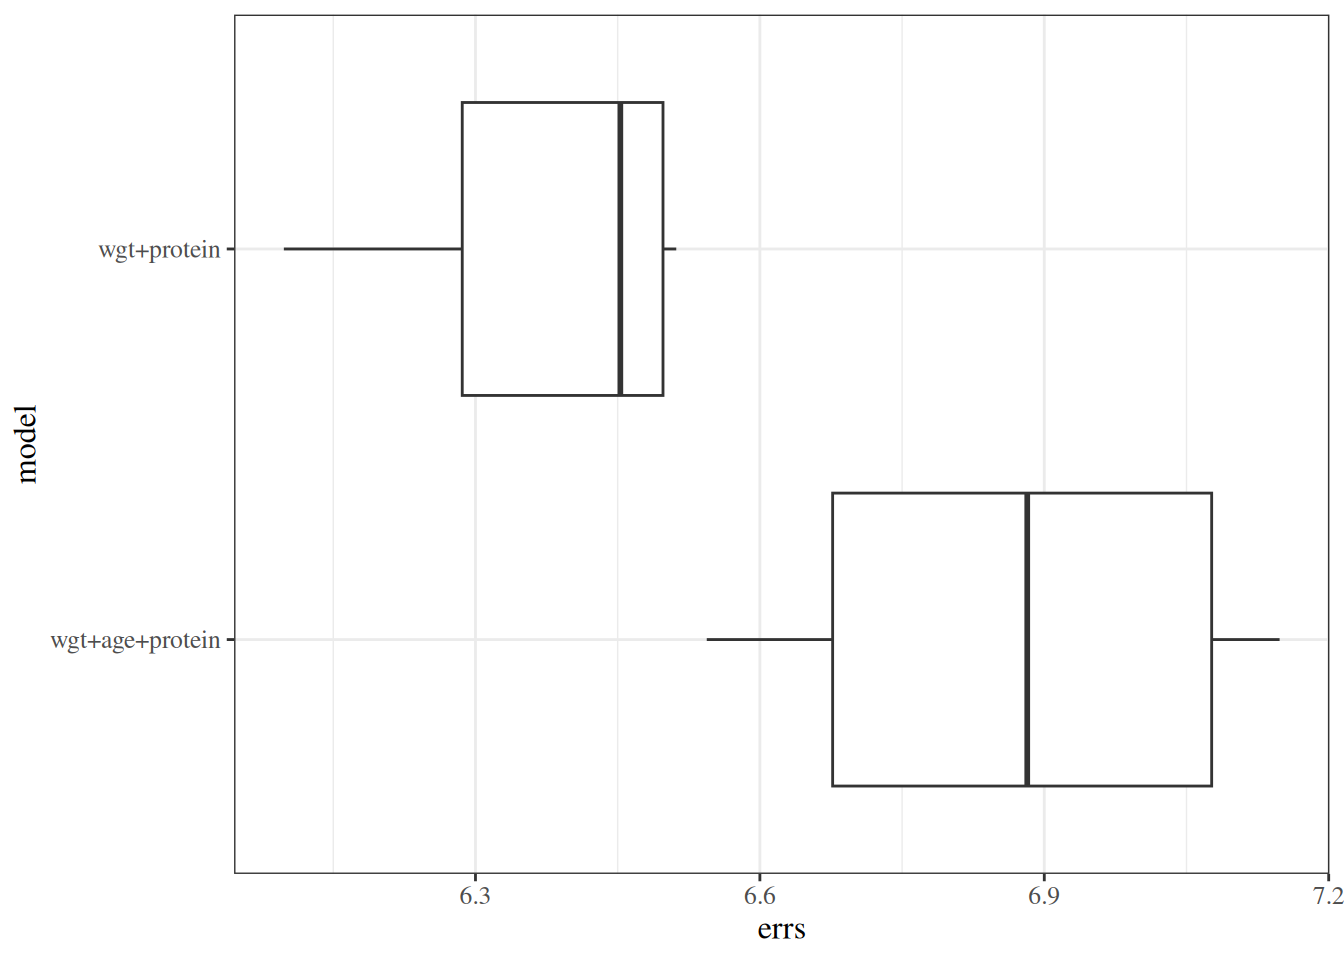 model
wgt+protein
wgt+age+protein
6.3 6.6 6.9 7.2
errs